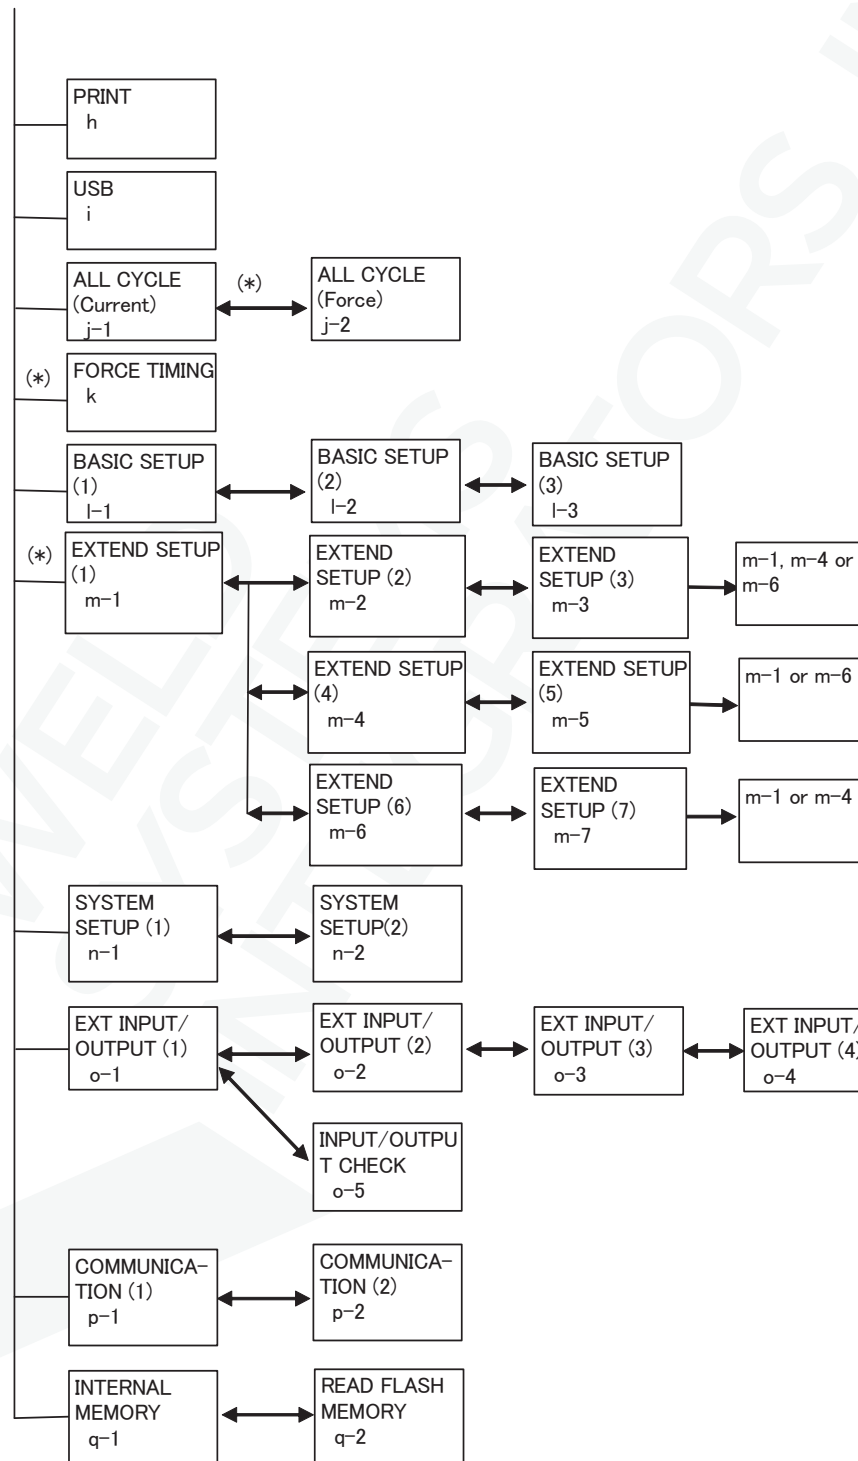 PRINT
h
USB
i
ALL CYCLE
(Current)
j-1
(*)
ALL CYCLE
(Force)
j-2
(*)
FORCE TIMING
k
BASIC SETUP
(1)
l-1
BASIC SETUP
(2)
l-2
BASIC SETUP
(3)
l-3
(*)
EXTEND SETUP
(1)
m-1
EXTEND
SETUP (2)
m-2
EXTEND
SETUP (3)
m-3
m-1, m-4 or
m-6
EXTEND SETUP
(4)
m-4
EXTEND SETUP
(5)
m-5
m-1 or m-6
EXTEND
SETUP (6)
m-6
EXTEND
SETUP (7)
m-7
m-1 or m-4
SYSTEM
SETUP (1)
n-1
SYSTEM
SETUP(2)
n-2
EXT INPUT/
OUTPUT (1)
o-1
EXT INPUT/
OUTPUT (2)
o-2
EXT INPUT/
OUTPUT (3)
o-3
EXT INPUT/
OUTPUT (4)
o-4
INPUT/OUTPU
T CHECK
o-5
COMMUNICA-
TION (1)
p-1
COMMUNICA-
TION (2)
p-2
INTERNAL
MEMORY
q-1
READ FLASH
MEMORY
q-2
WELD
SYSTEMS